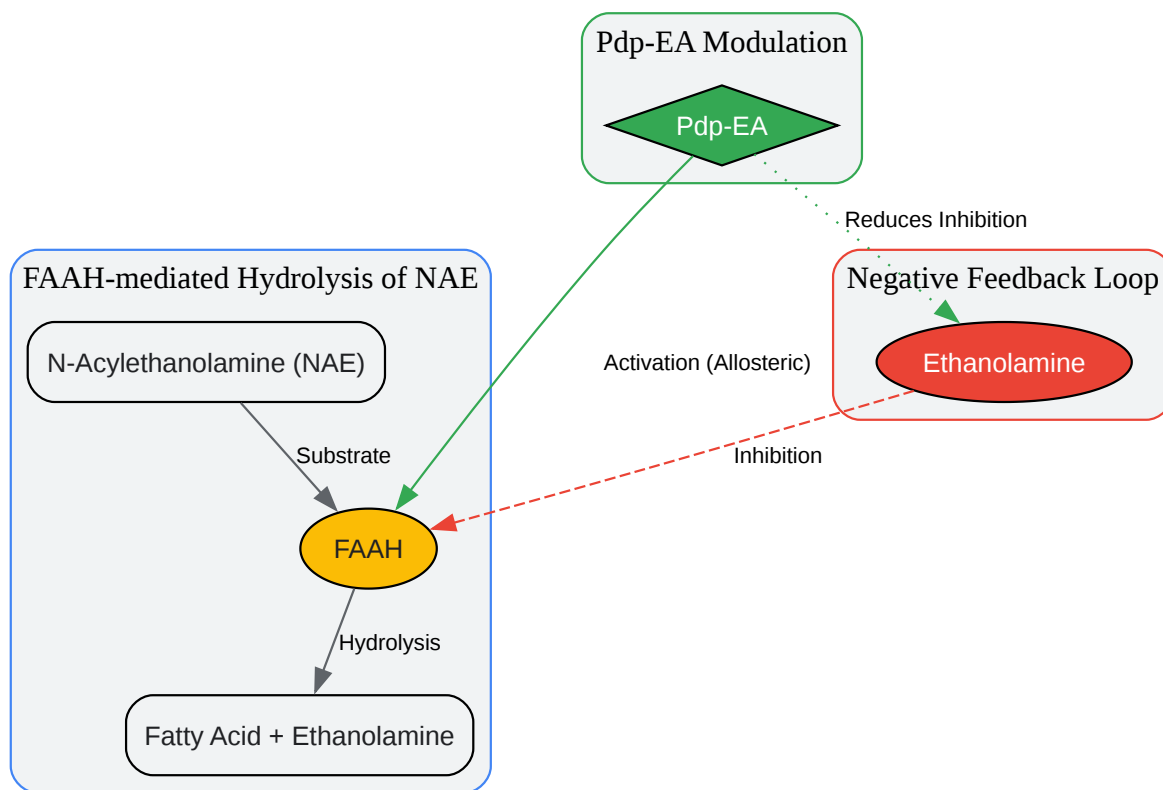 Pdp-EA Modulation
Pdp-EA
Reduces Inhibition
FAAH-mediated Hydrolysis of NAE
Negative Feedback Loop
N-Acylethanolamine (NAE)
Activation (Allosteric)
Ethanolamine
Substrate
Inhibition
FAAH
Hydrolysis
Fatty Acid + Ethanolamine